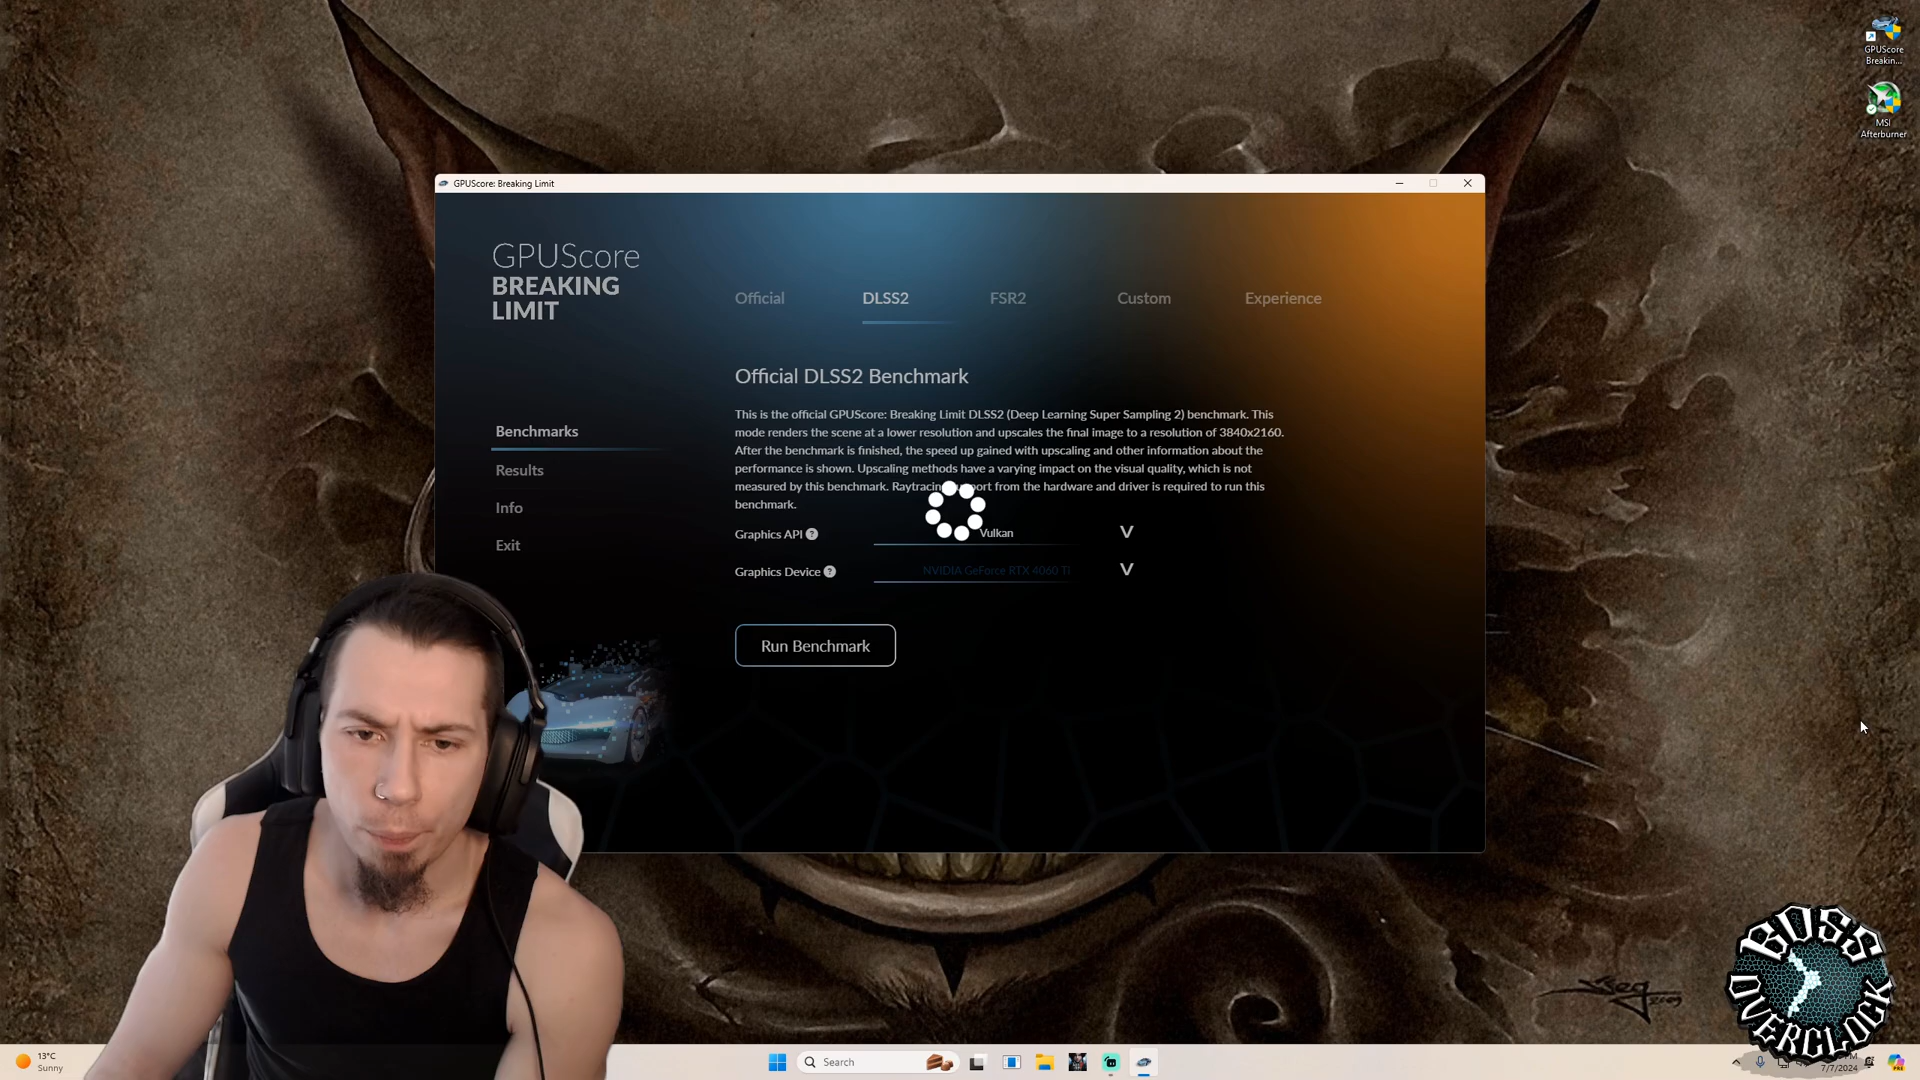 GPUScore
Breakin...
MSI
Afterburner
GPUScore: Breaking Limit
GPUScore
BREAKING
LIMIT
Official
DLSS2
FSR2
Custom
Experience
Benchmarks
Results
Info
Exit
Official DLSS2 Benchmark
This is the official GPUScore: Breaking Limit DLSS2 (Deep Learning Super Sampling 2) benchmark. This
mode renders the scene at a lower resolution and upscales the final image to a resolution of 3840x2160.
After the benchmark is finished, the speed up gained with upscaling and other information about the
performance is shown. Upscaling methods have a varying impact on the visual quality, which is not
measured by this benchmark. Raytracing support from the hardware and driver is required to run this
benchmark.
Graphics API ?
Vulkan
V
Graphics Device ?
NVIDIA GeForce RTX 4060 Ti
V
Run Benchmark
2009
BOSS
OVERCLOCK
13°C
Sunny
Search
7/7/2024
PRE